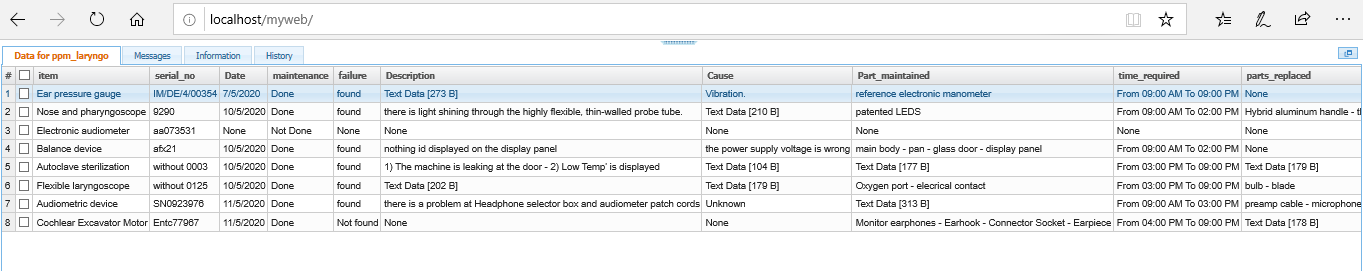 localhost/myweb/
Data for ppm_laryngo Messages Information History
# item serial_no Date maintenance failure Description Cause Part_maintained time_required parts_replaced
1 Ear pressure gauge IM/DE/4/00354 7/5/2020 Done found Text Data [273 B] Vibration. reference electronic manometer From 09:00 AM To 09:00 PM None
2 Nose and pharyngoscope 9290 10/5/2020 Done found there is light shining through the highly flexible, thin-walled probe tube. Text Data [210 B] patented LEDS From 09:00 AM To 02:00 PM Hybrid aluminum handle - t
3 Electronic audiometer aa073531 None Not Done None None None None None None
4 Balance device afx21 10/5/2020 Done found nothing id displayed on the display panel the power supply voltage is wrong main body - pan - glass door - display panel From 09:00 AM To 02:00 PM None
5 Autoclave sterilization without 0003 10/5/2020 Done found 1) The machine is leaking at the door - 2) Low Temp' is displayed Text Data [104 B] Text Data [177 B] From 03:00 PM To 09:00 PM Text Data [179 B]
6 Flexible laryngoscope without 0125 10/5/2020 Done found Text Data [202 B] Text Data [179 B] Oxygen port - elecrical contact From 03:00 PM To 09:00 PM bulb - blade
7 Audiometric device SN0923976 11/5/2020 Done found there is a problem at Headphone selector box and audiometer patch cords Unknown Text Data [313 B] From 09:00 AM To 03:00 PM preamp cable - microphone
8 Cochlear Excavator Motor Entc77967 11/5/2020 Done Not found None None Monitor earphones - Earhook - Connector Socket - Earpiece From 04:00 PM To 09:00 PM Text Data [178 B]